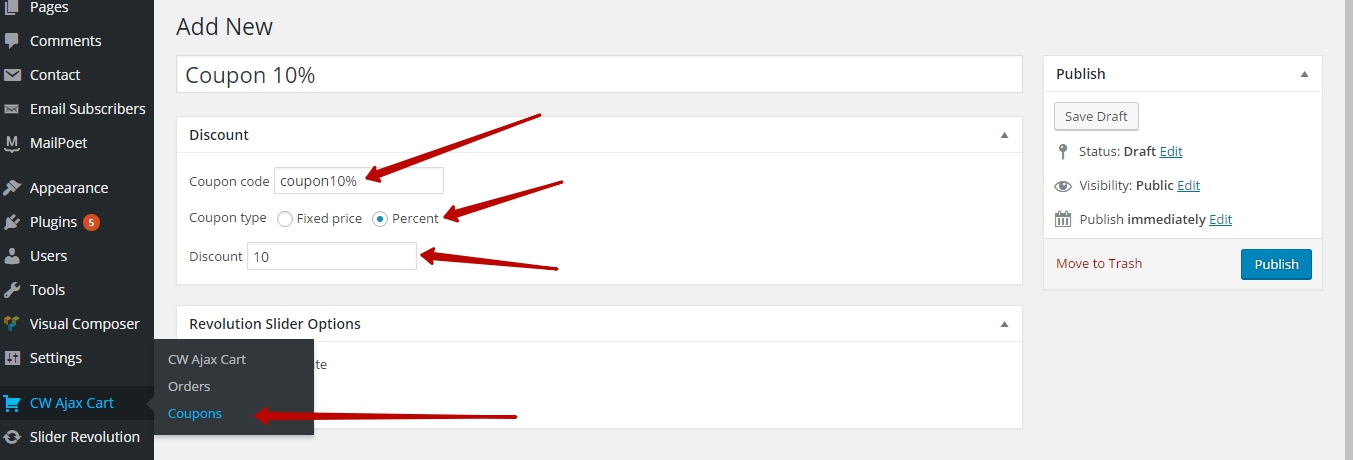 Pages
Comments
Contact
Email Subscribers
MailPoet
Appearance
Plugins 5
Users
Tools
Visual Composer
Settings
CW Ajax Cart
Slider Revolution
CW Ajax Cart
Orders
Coupons
Add New
Coupon 10%
Discount
Coupon code coupon10%
Coupon type Fixed price Percent
Discount 10
Revolution Slider Options
Publish
Save Draft
Status: Draft Edit
Visibility: Public Edit
Publish immediately Edit
Move to Trash Publish